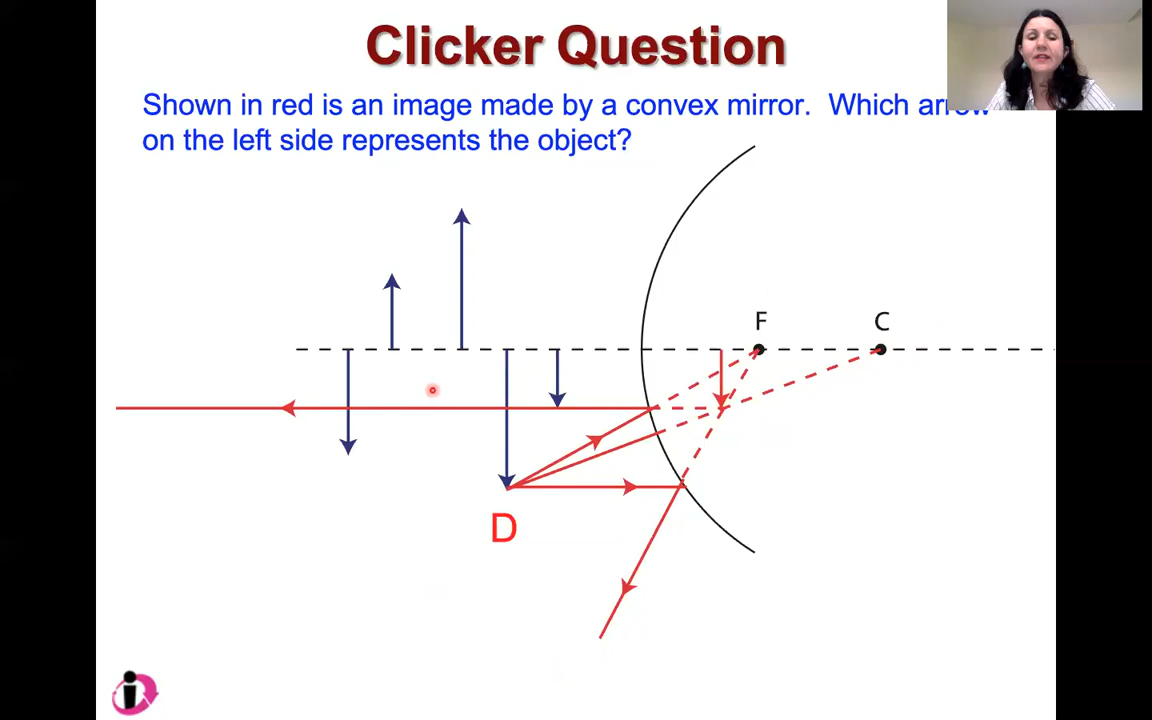 Clicker Question
Shown in red is an image made by a convex mirror. Which
on the left side represents the object?
F
C
D